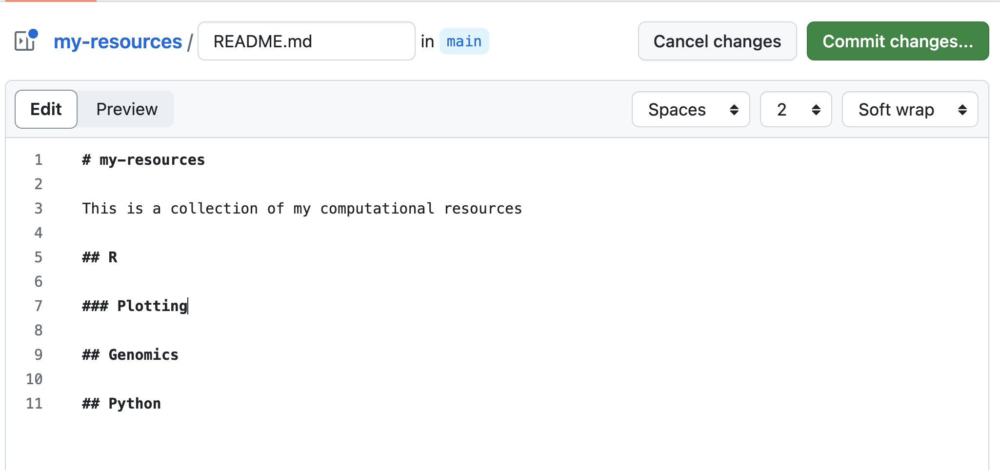 my-resources / README.md in main Cancel changes Commit changes...
Edit Preview Spaces 2 Soft wrap
1 # my-resources
2
3 This is a collection of my computational resources
4
5 ## R
6
7 ### Plotting
8
9 ## Genomics
10
11 ## Python